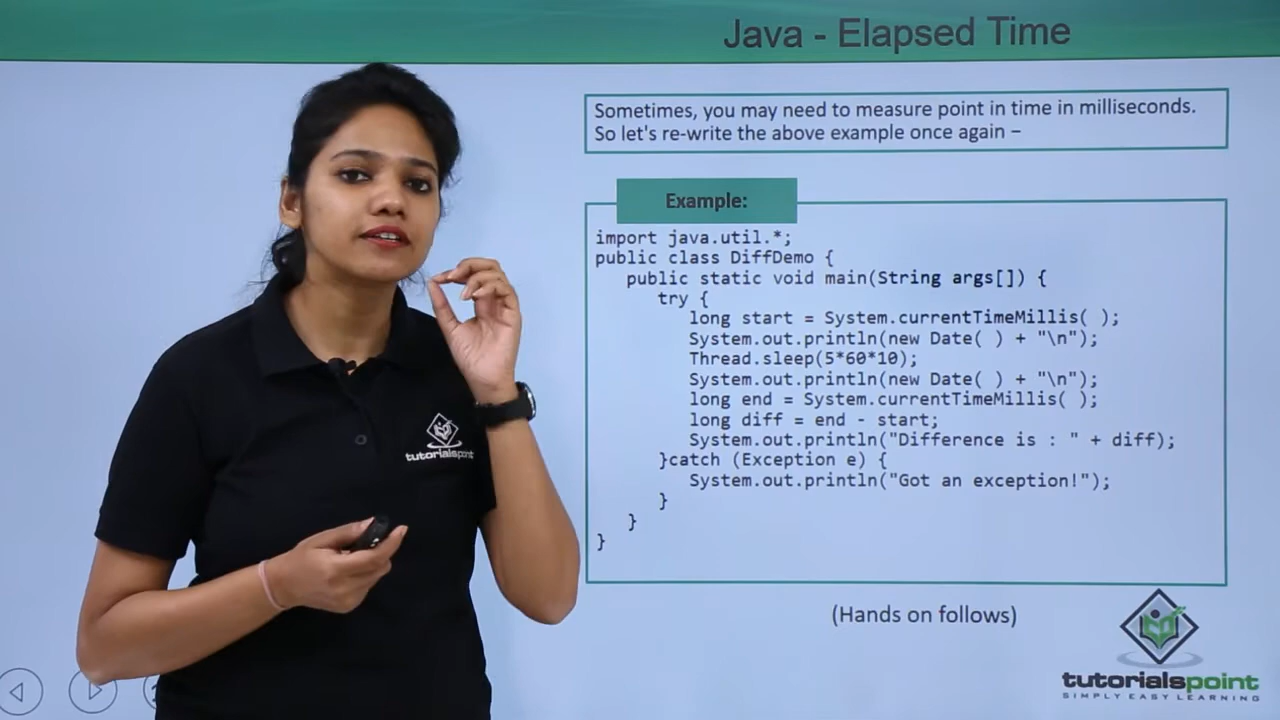 Java - Elapsed Time
Sometimes, you may need to measure point in time in milliseconds.
So let's re-write the above example once again –
Example:
import java.util.*;
public class DiffDemo {
   public static void main(String args[]) {
      try {
         long start = System.currentTimeMillis( );
         System.out.println(new Date( ) + "\n");
         Thread.sleep(5*60*10);
         System.out.println(new Date( ) + "\n");
         long end = System.currentTimeMillis( );
         long diff = end - start;
         System.out.println("Difference is : " + diff);
      }catch (Exception e) {
         System.out.println("Got an exception!");
      }
   }
}
(Hands on follows)
tutorialspoint
SIMPLY EASY LEARNING
tutorialspoint